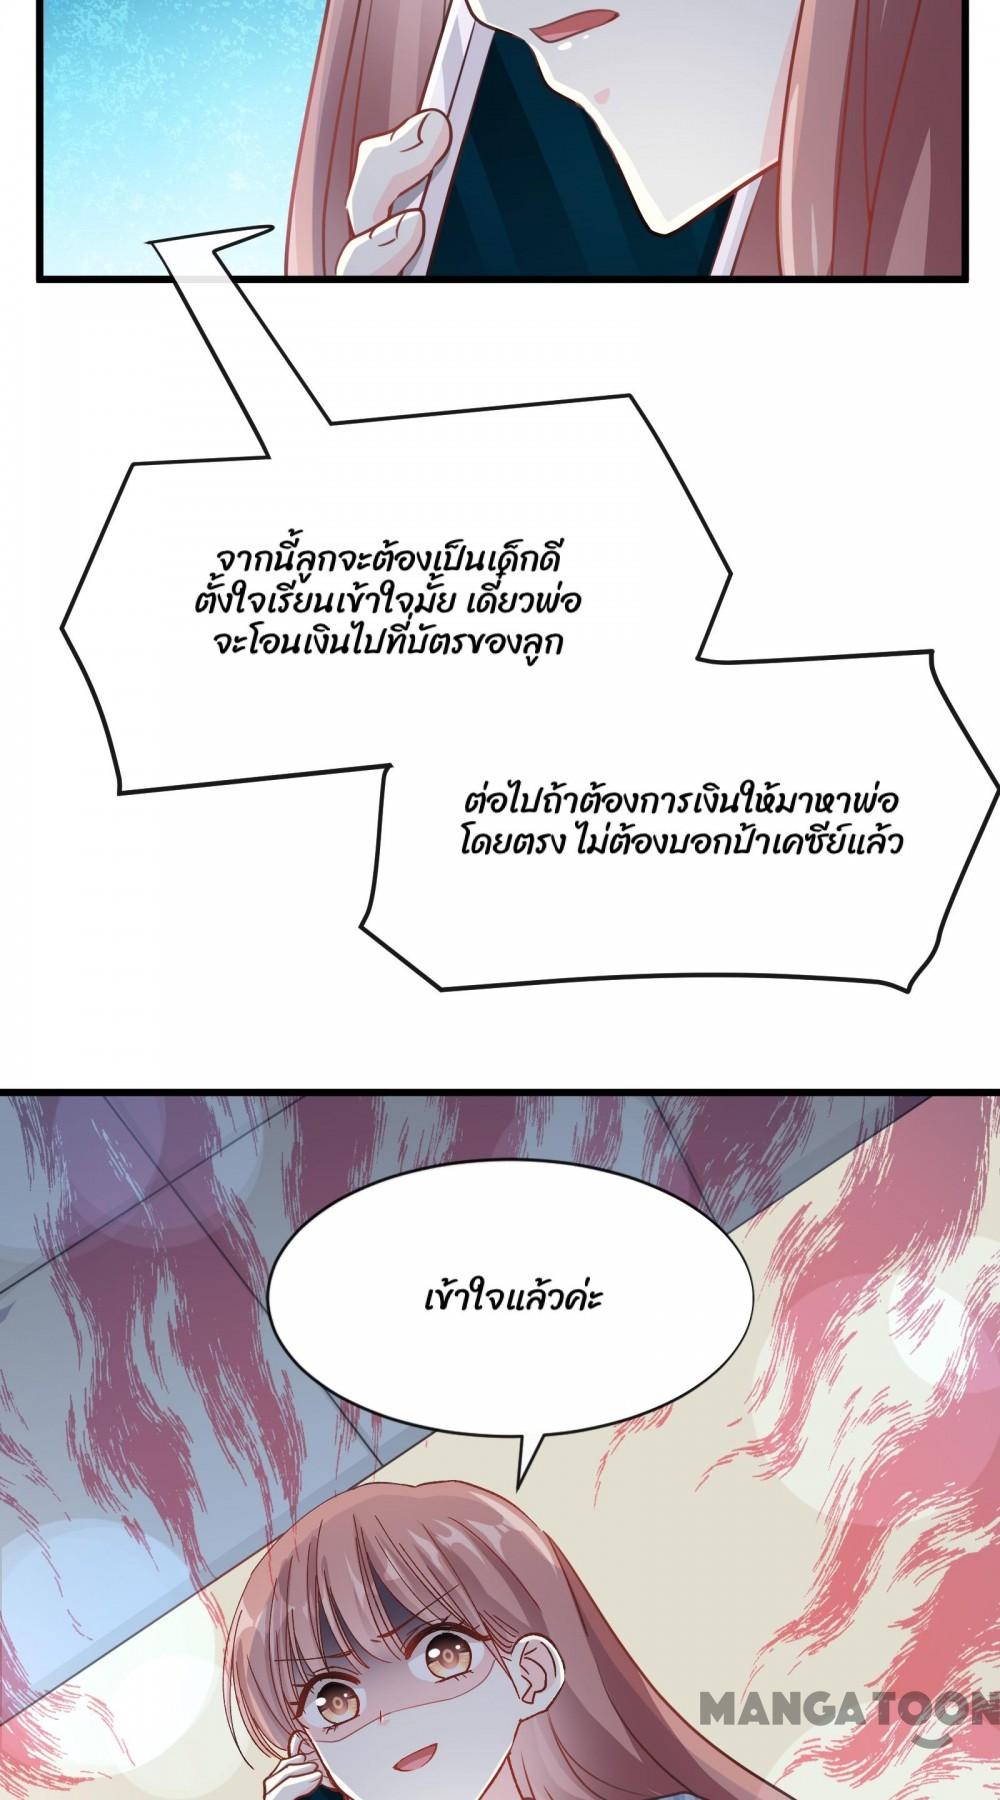 จากนี้ลูกจะต้องเป็นเด็กดี
ตั้งใจเรียนเข้าใจมั้ย เดี๋ยวพ่อ
จะโอนเงินไปที่บัตรของลูก
ต่อไปถ้าต้องการเงินให้มาหาพ่อ
โดยตรง ไม่ต้องบอกป้าเคซีย์แล้ว
เข้าใจแล้วค่ะ
MANGATOON